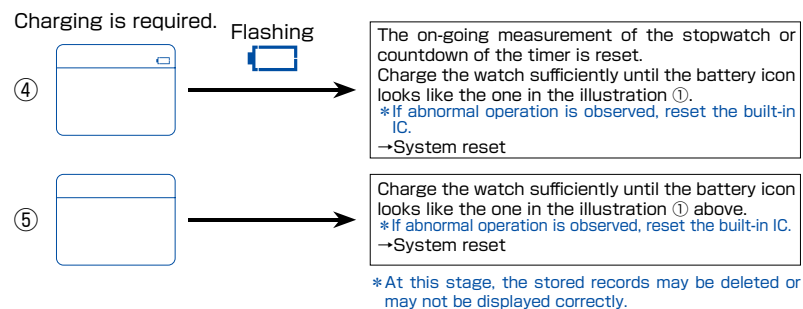 Charging is required.
Flashing
④
The on-going measurement of the stopwatch or
countdown of the timer is reset.
Charge the watch sufficiently until the battery icon
looks like the one in the illustration ①.
*If abnormal operation is observed, reset the built-in
IC.
→System reset
⑤
Charge the watch sufficiently until the battery icon
looks like the one in the illustration ① above.
*If abnormal operation is observed, reset the built-in IC.
→System reset
*At this stage, the stored records may be deleted or
may not be displayed correctly.